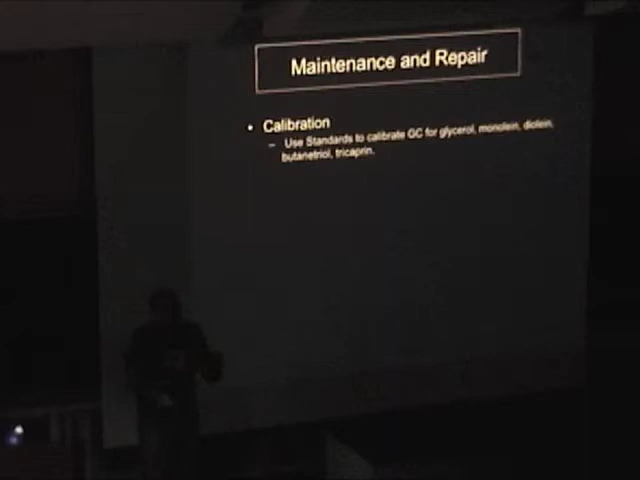 Maintenance and Repair
• Calibration
– Use Standards to calibrate GC for glycerol, monolein, diolein,
butanetriol, tricaprin.